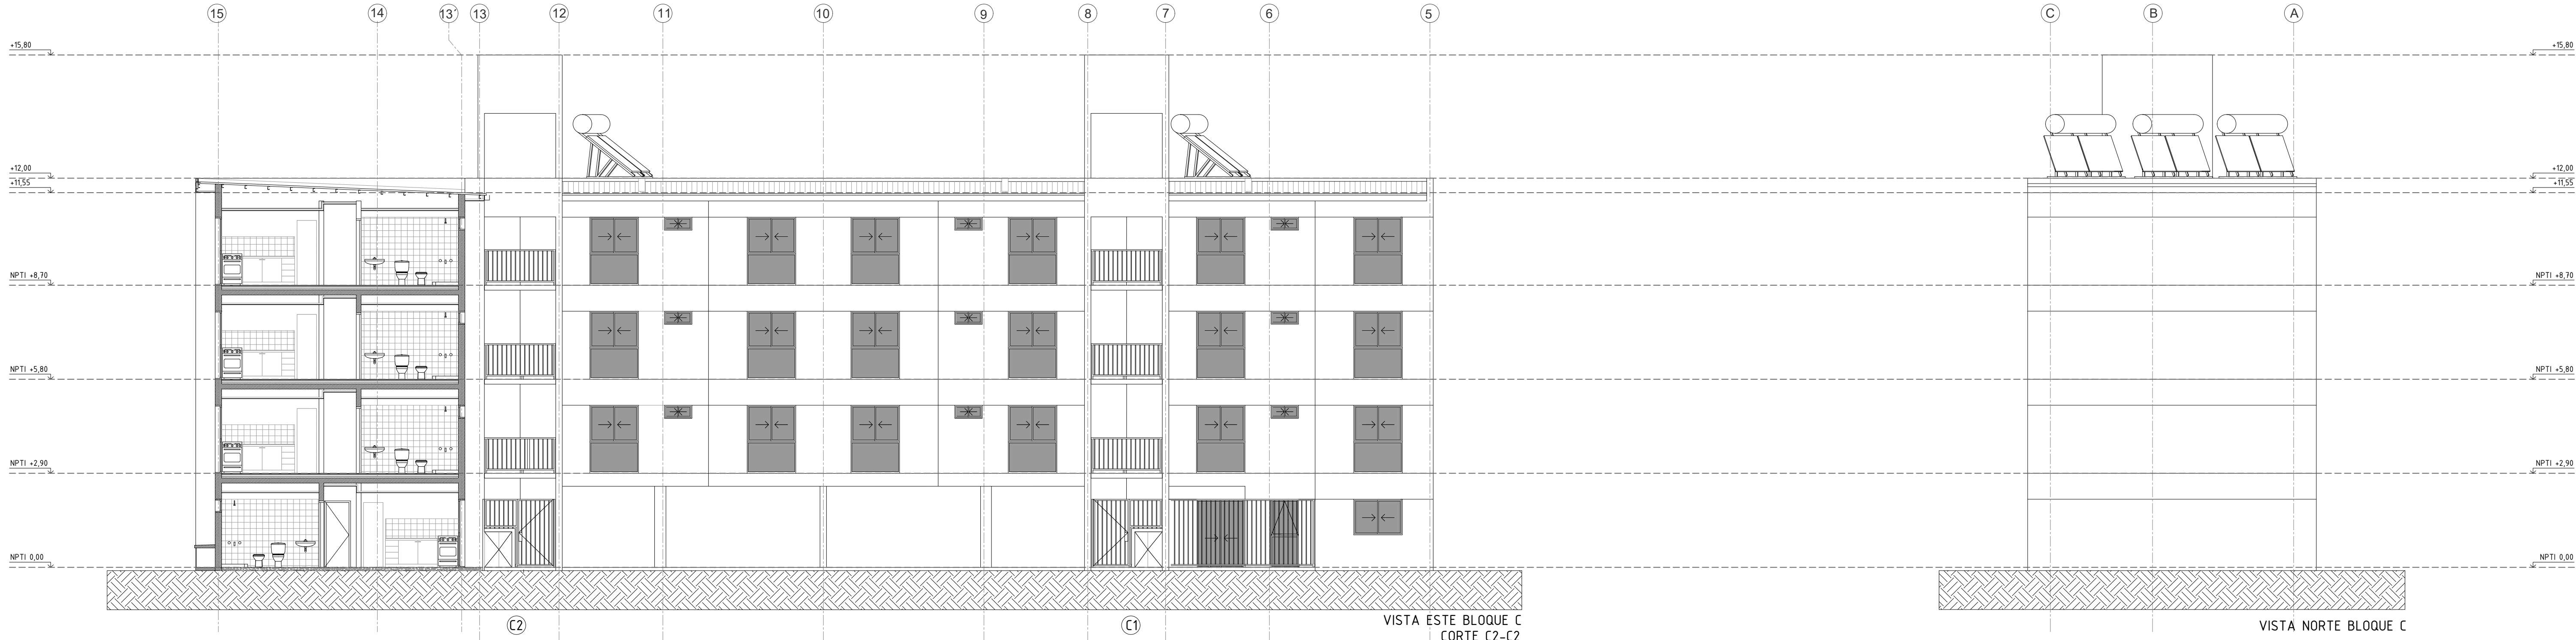 15 14 13´ 13 12 11 10 9 8 7 6 5 C B A
+15,80 +15,80
+12,00 +12,00
+11,55 +11,55
NPTI +8,70 NPTI +8,70
NPTI +5,80 NPTI +5,80
NPTI +2,90 NPTI +2,90
NPTI 0,00 NPTI 0,00
C2 C1
VISTA ESTE BLOQUE C
CORTE C2-C2
VISTA NORTE BLOQUE C